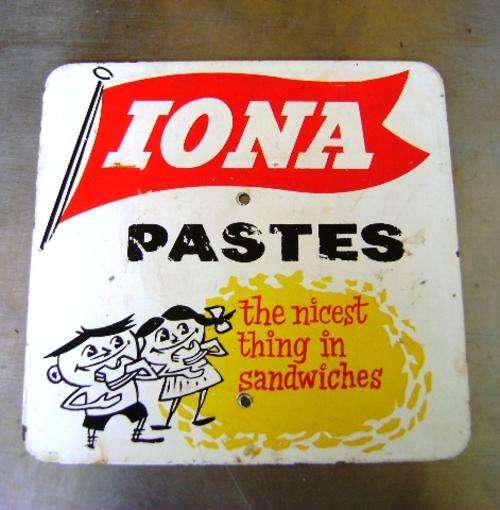 IONA
PASTES
the nicest
thing in
sandwiches